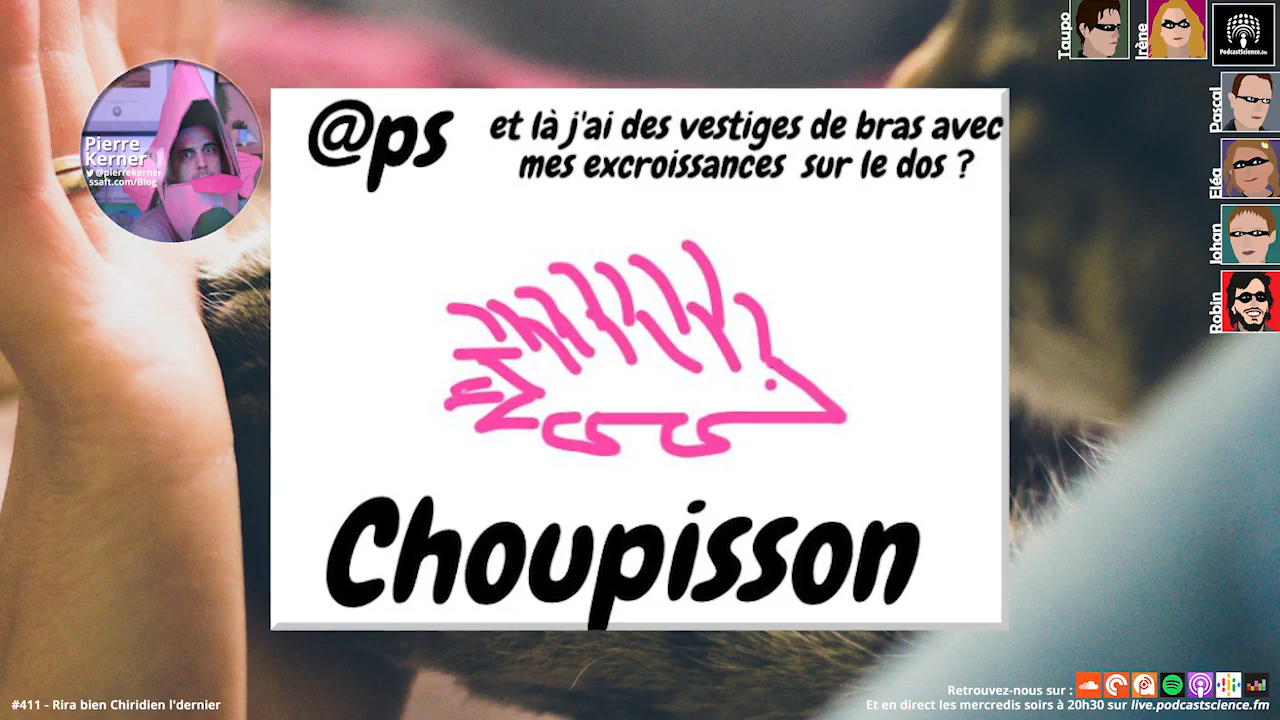 Taupo
Irène
PodcastScience.fm
Pascal
Eléa
Johan
Robin
Pierre
Kerner
@pierrekerner
ssaft.com/Blog
@ps
et là j'ai des vestiges de bras avec
mes excroissances sur le dos ?
Choupisson
#411 - Rira bien Chiridien l'dernier
Retrouvez-nous sur :
Et en direct les mercredis soirs à 20h30 sur live.podcastscience.fm